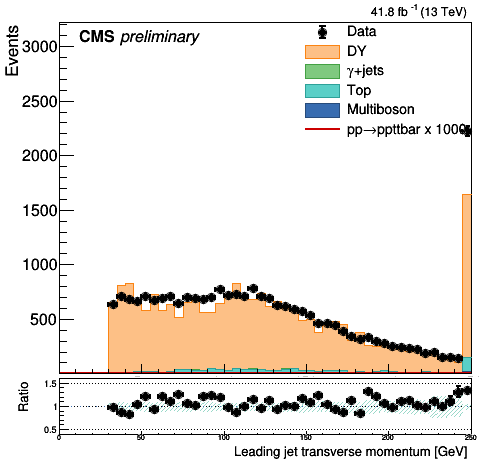 41.8 fb⁻¹ (13 TeV)
CMS preliminary
Events
3000
2500
2000
1500
1000
500
Data
DY
γ+jets
Top
Multiboson
pp→ppttbar x 1000
Ratio
1.5
1
0.5
0 50 100 150 200 250
Leading jet transverse momentum [GeV]